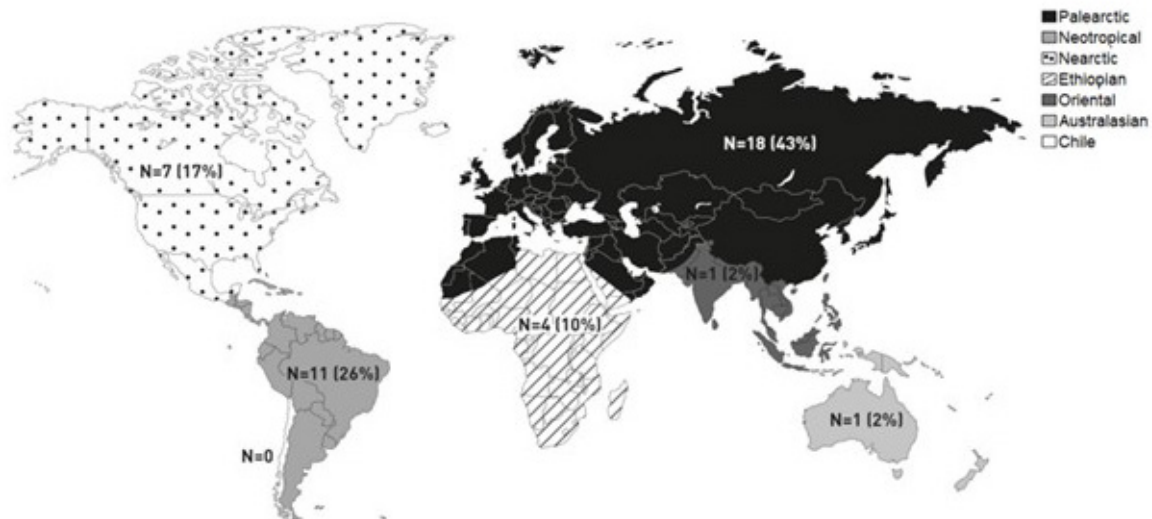 Palearctic
Neotropical
Nearctic
Ethiopian
Oriental
Australasian
Chile
N=7 (17%)
N=18 (43%)
N=1 (2%)
N=4 (10%)
N=11 (26%)
N=1 (2%)
N=0